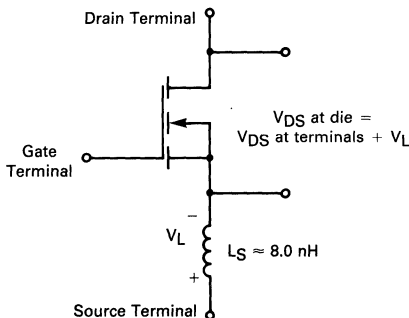 Drain Terminal
VDS at die =
VDS at terminals + VL
Gate
Terminal
−
VL
LS ≈ 8.0 nH
+
Source Terminal